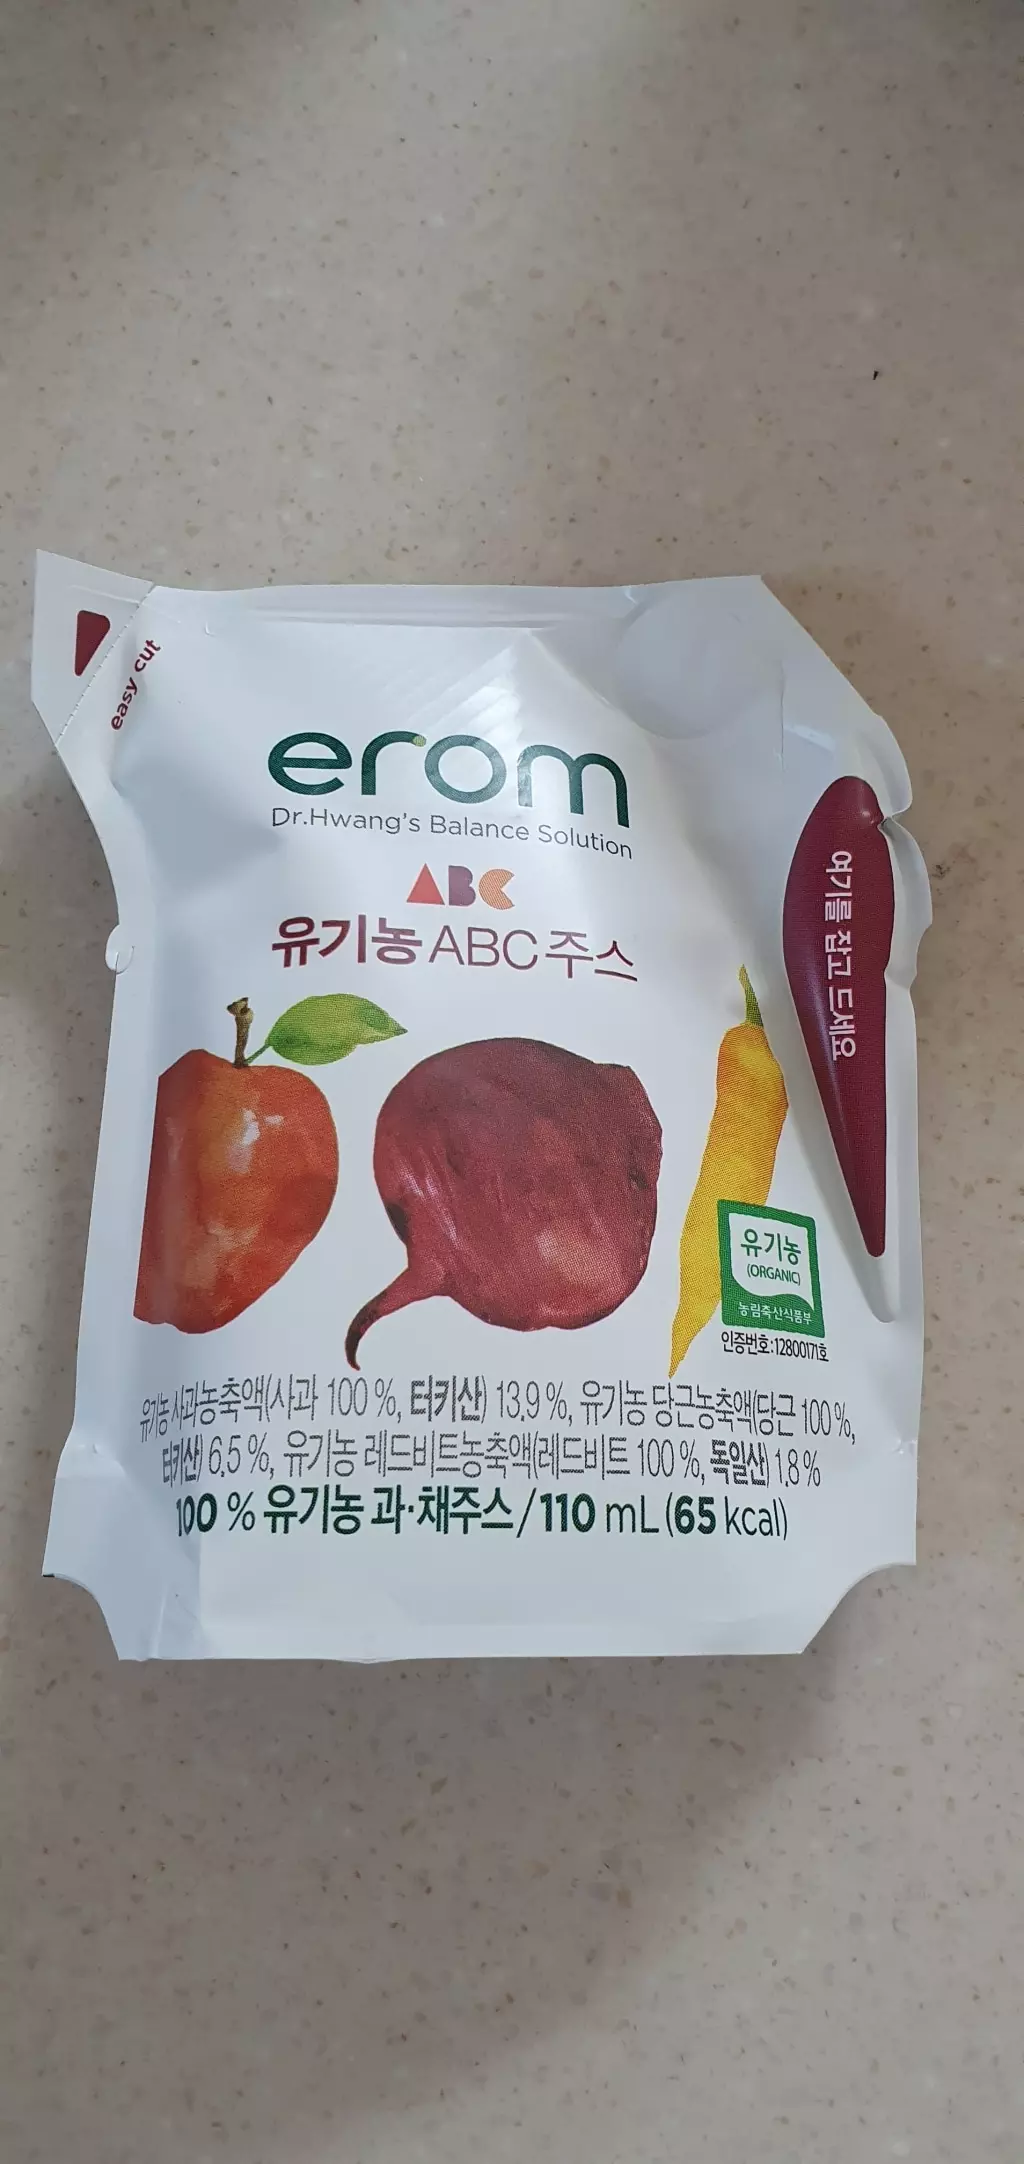 easy cut
erom
Dr.Hwang's Balance Solution
ABC
유기농 ABC 주스
여기를 잡고 드세요
유기농
(ORGANIC)
농림축산식품부
인증번호:12800171호
유기농 사과농축액(사과 100 %, 터키산) 13.9 %, 유기농 당근농축액(당근 100 %,
터키산) 6.5 %, 유기농 레드비트농축액(레드비트 100 %, 독일산) 1.8 %
100 % 유기농 과·채주스 / 110 mL (65 kcal)